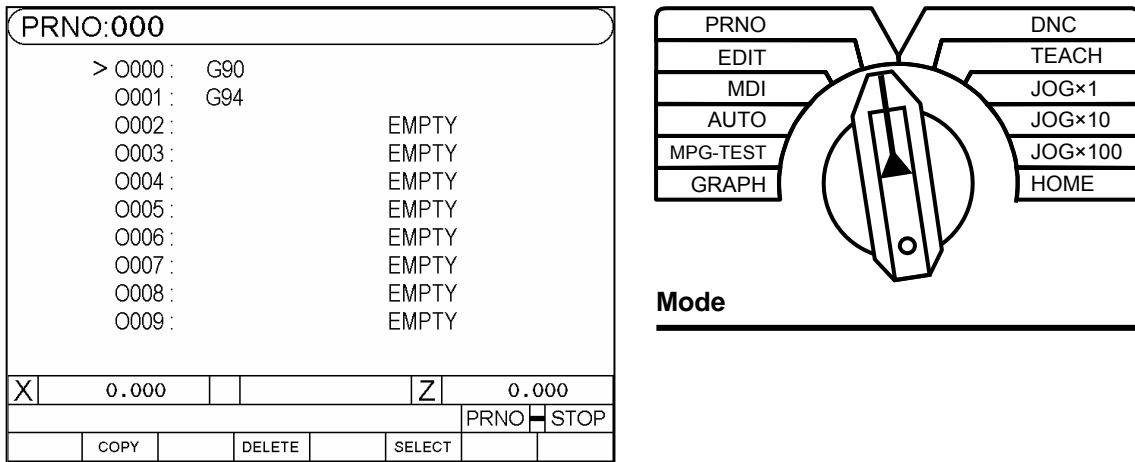 PRNO:000
> O000 : G90
O001 : G94
O002 : EMPTY
O003 : EMPTY
O004 : EMPTY
O005 : EMPTY
O006 : EMPTY
O007 : EMPTY
O008 : EMPTY
O009 : EMPTY
X 0.000 Z 0.000
PRNO STOP
COPY DELETE SELECT
PRNO DNC
EDIT TEACH
MDI JOG×1
AUTO JOG×10
MPG-TEST JOG×100
GRAPH HOME
Mode